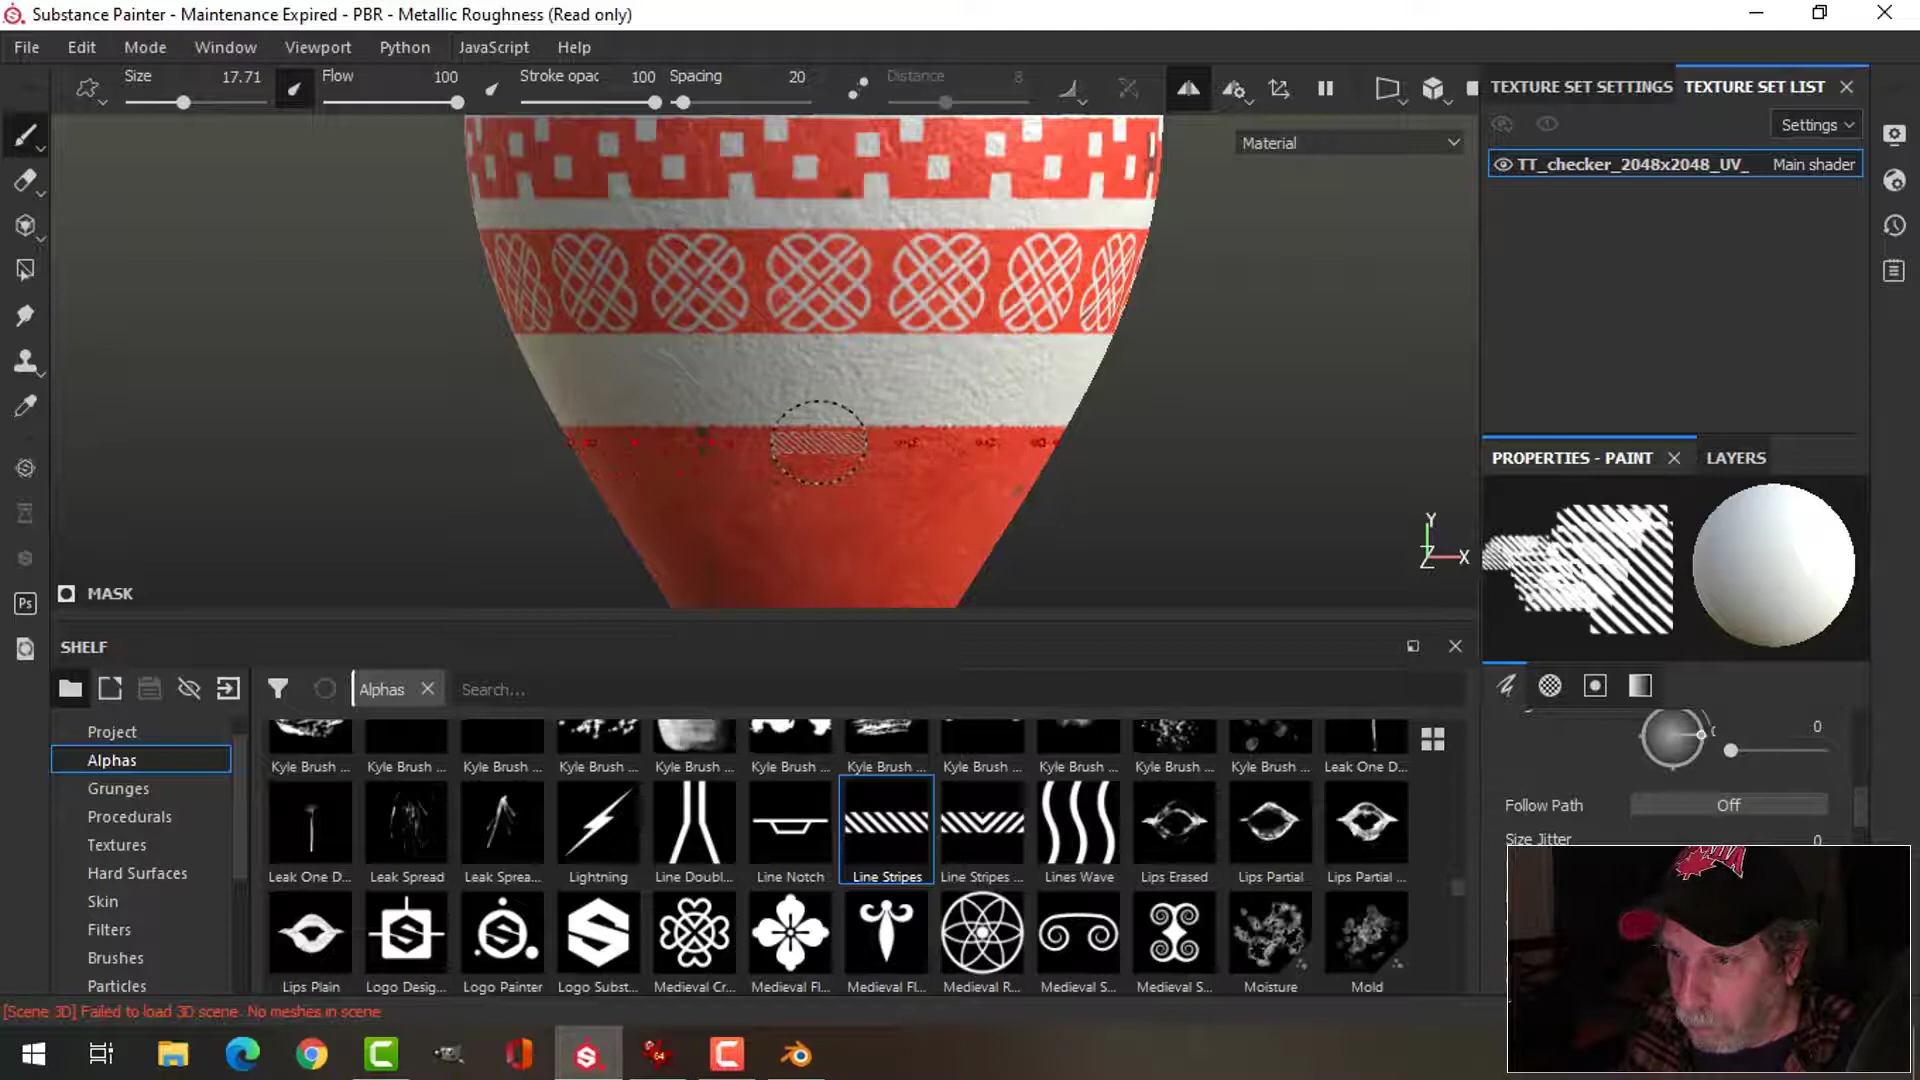 Substance Painter - Maintenance Expired - PBR - Metallic Roughness (Read only)
File Edit Mode Window Viewport Python JavaScript Help
Size 17.71 Flow 100 Stroke opac 100 Spacing 20 Distance 8
TEXTURE SET SETTINGS TEXTURE SET LIST
Settings
Material
TT_checker_2048x2048_UV_ Main shader
PROPERTIES - PAINT LAYERS
Y
Z X
MASK
Ps
SHELF
Alphas Search...
0
Project
Alphas
Grunges
Procedurals
Textures
Hard Surfaces
Skin
Filters
Brushes
Particles
Kyle Brush ... Kyle Brush ... Kyle Brush ... Kyle Brush ... Kyle Brush ... Kyle Brush ... Kyle Brush ... Kyle Brush ... Kyle Brush ... Kyle Brush ... Kyle Brush ... Leak One D...
Leak One D... Leak Spread Leak Sprea... Lightning Line Doubl... Line Notch Line Stripes Line Stripes ... Lines Wave Lips Erased Lips Partial Lips Partial ...
Lips Plain Logo Desig... Logo Painter Logo Subst... Medieval Cr... Medieval Fl... Medieval Fl... Medieval R... Medieval S... Medieval S... Moisture Mold
Follow Path Off
Size Jitter 0
[Scene 3D] Failed to load 3D scene. No meshes in scene
64